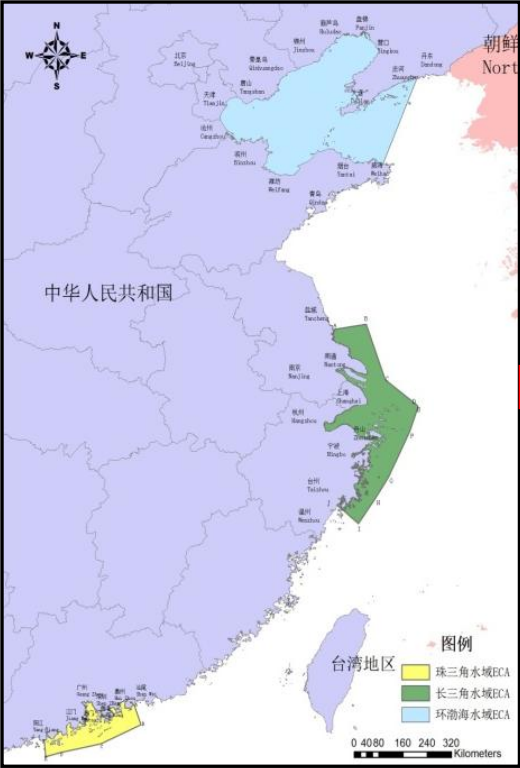 N
W E
S
葫芦岛
Huludao
盘锦
Panjin
锦州
Jinzhou
营口
Yingkou
朝鲜
Nort
北京
Beijing
秦皇岛
Qinhuangdao
丹东
Dandong
庄河
Zhuanghe
唐山
Tangshan
天津
Tianjin
大连
Dalian
沧州
Cangzhou
滨州
Binzhou
烟台
Yantai
威海
Weihai
潍坊
Weifang
青岛
Qingdao
中华人民共和国
盐城
Yancheng
南通
Nantong
南京
Nanjing
上海
Shanghai
杭州
Hangzhou
舟山
宁波
Ningbo
台州
Taizhou
温州
Wenzhou
G
H
I
J
台湾地区
图例
珠三角水域ECA
长三角水域ECA
环渤海水域ECA
广州
惠州
汕尾
江门
阳江
0 40 80 160 240 320
Kilometers